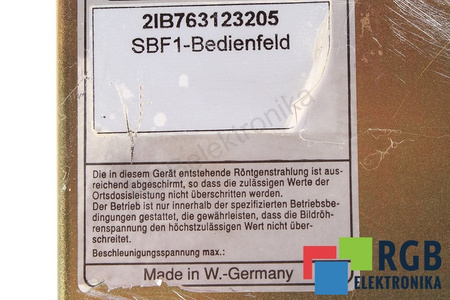 2IB763123205
SBF1-Bedienfeld
Die in diesem Gerät entstehende Röntgenstrahlung ist aus-
reichend abgeschirmt, so dass die zulässigen Werte der
Ortsdosisleistung nicht überschritten werden.
Der Betrieb ist nur innerhalb der spezifizierten Betriebsbe-
dingungen gestattet, die gewährleisten, dass die Bildröh-
renspannung den höchstzulässigen Wert nicht über-
schreitet.
Beschleunigungsspannung max.:
Made in W.-Germany
RGB
ELEKTRONIKA